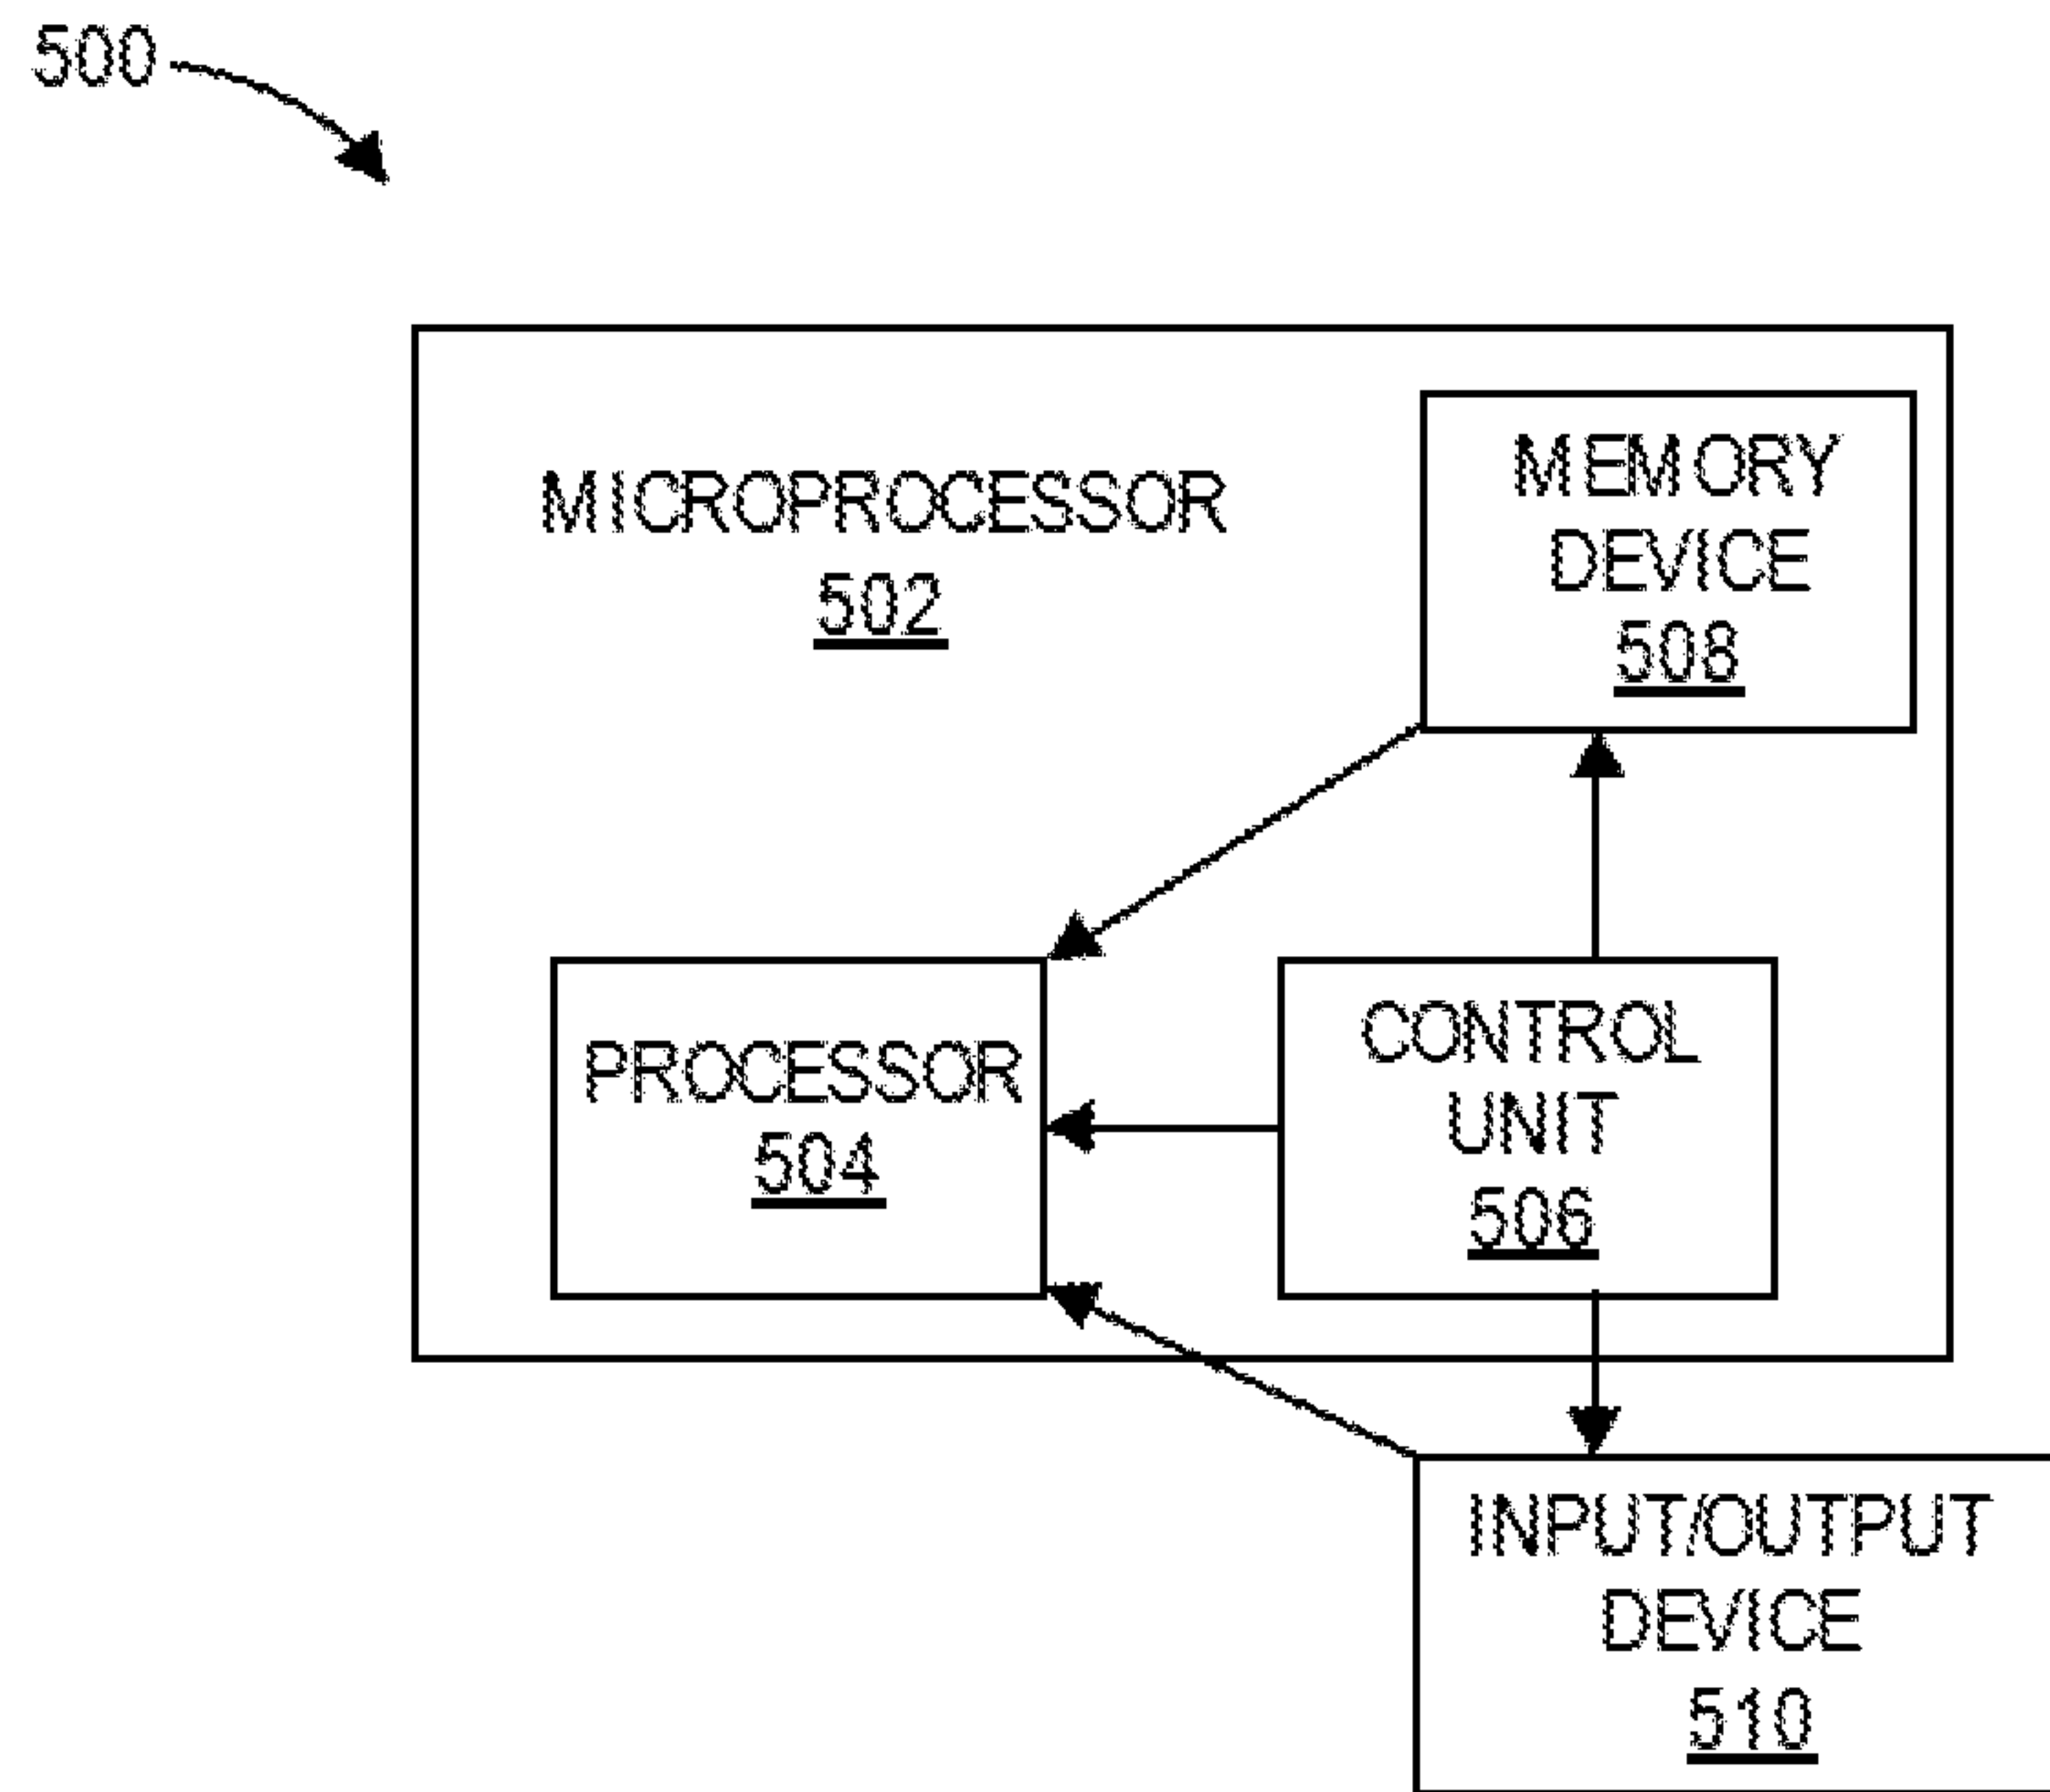 500
MICROPROCESSOR
502
MEMORY
DEVICE
508
PROCESSOR
504
CONTROL
UNIT
506
INPUT/OUTPUT
DEVICE
510